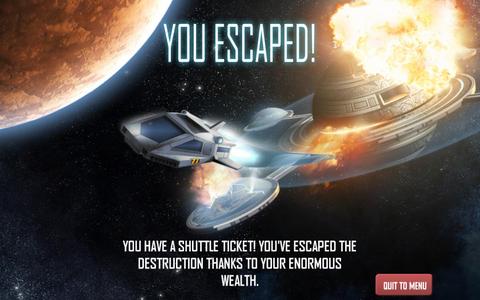 YOU ESCAPED!
YOU HAVE A SHUTTLE TICKET! YOU'VE ESCAPED THE
DESTRUCTION THANKS TO YOUR ENORMOUS
WEALTH.
QUIT TO MENU